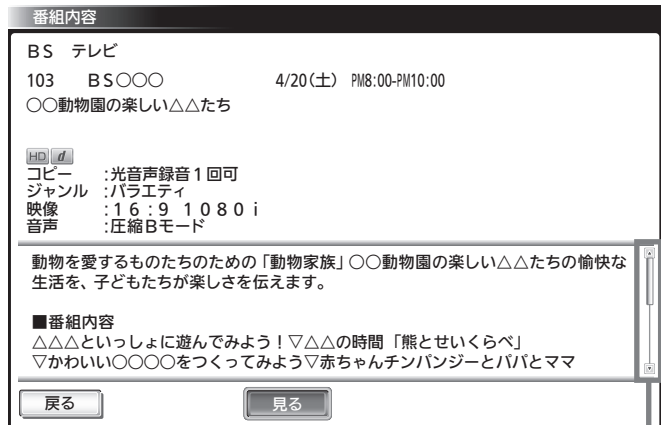 番組内容
BS テレビ
103 BS○○○ 4/20(土) PM8:00-PM10:00
○○動物園の楽しい△△たち
HD d
コピー :光音声録音1回可
ジャンル :バラエティ
映像 :16:9 1080i
音声 :圧縮Bモード
動物を愛するものたちのための「動物家族」○○動物園の楽しい△△たちの愉快な
生活を、子どもたちが楽しさを伝えます。
■番組内容
△△△といっしょに遊んでみよう!▽△△の時間「熊とせいくらべ」
▽かわいい○○○○をつくってみよう▽赤ちゃんチンパンジーとパパとママ
戻る 見る